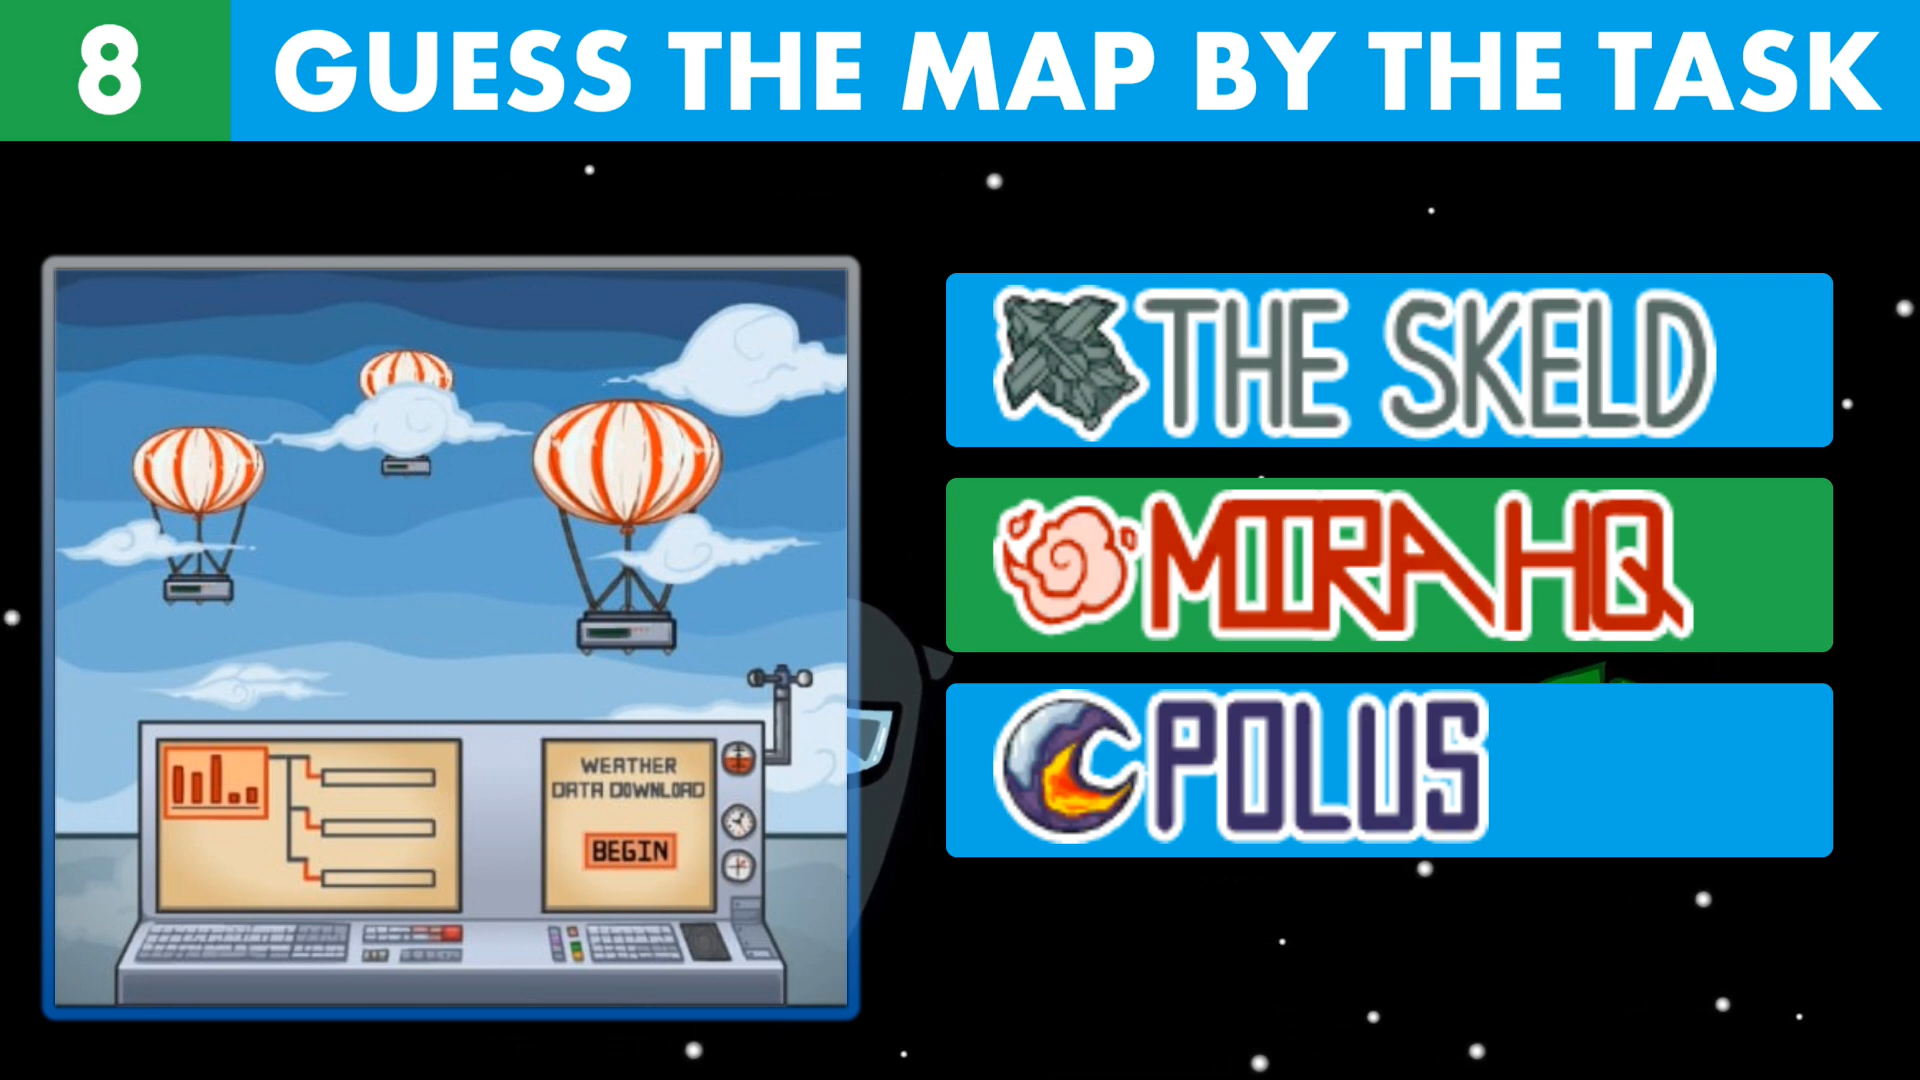 8
GUESS THE MAP BY THE TASK
THE SKELD
MIRA HQ
POLUS
WEATHER
DATA DOWNLOAD
BEGIN